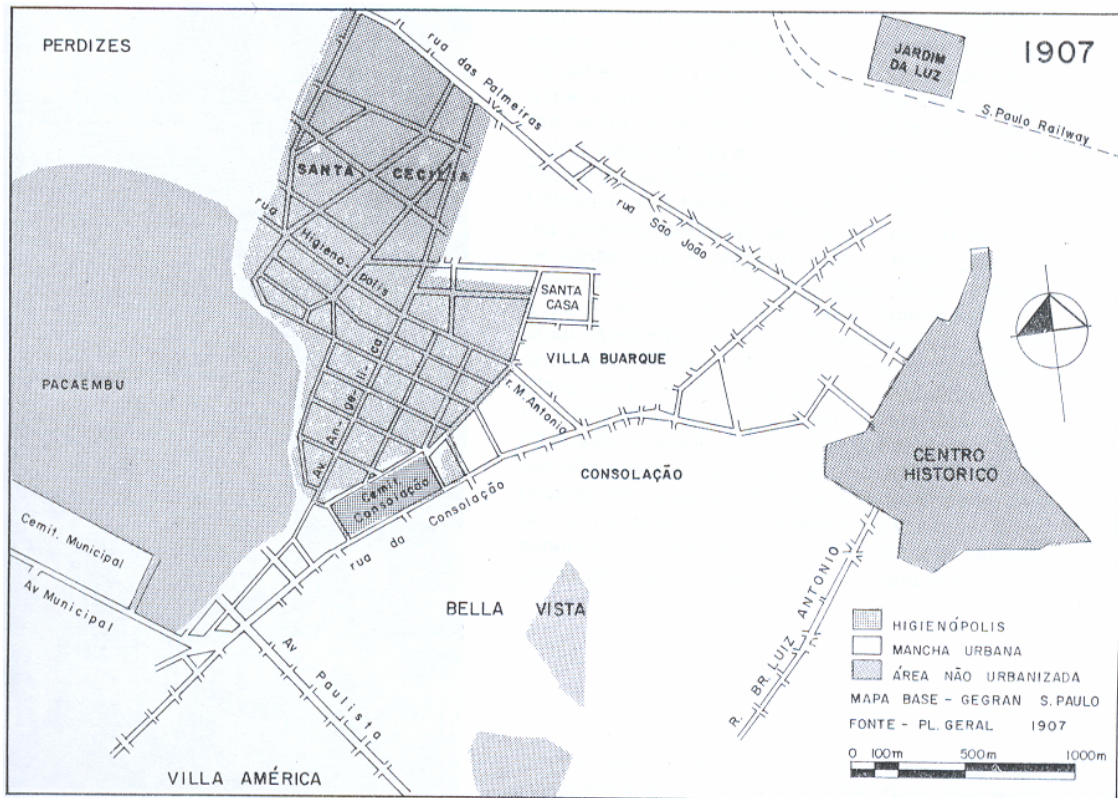 PERDIZES
1907
JARDIM
DA LUZ
S.Paulo Railway
rua das Palmeiras
SANTA CECILIA
rua Higienopolis
rua São João
SANTA
CASA
VILLA BUARQUE
PACAEMBU
Av. Angelica
r. M. Antonia
CENTRO
HISTORICO
CONSOLAÇÃO
Cemit.
Consolação
rua da Consolação
Cemit. Municipal
Av Municipal
BELLA VISTA
Av Paulista
R. BR. LUIZ ANTONIO
VILLA AMÉRICA
HIGIENÓPOLIS
MANCHA URBANA
ÁREA NÃO URBANIZADA
MAPA BASE - GEGRAN S. PAULO
FONTE - PL. GERAL 1907
0 100m 500m 1000m